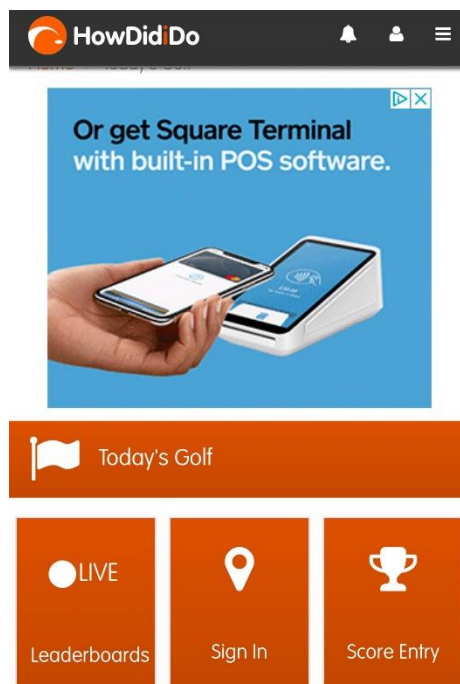 HowDidiDo
Or get Square Terminal
with built-in POS software.
Today's Golf
LIVE
Leaderboards
Sign In
Score Entry